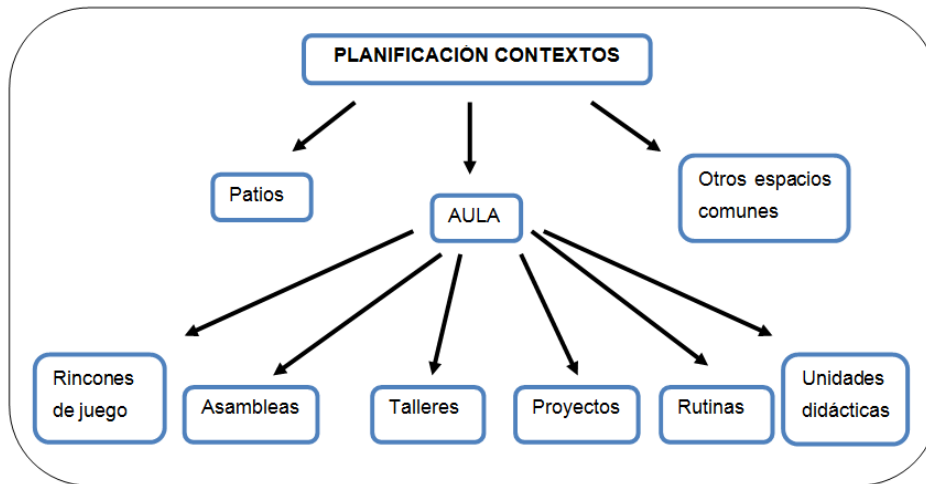 PLANIFICACIÓN CONTEXTOS
Patios
AULA
Otros espacios
comunes
Rincones
de juego
Asambleas
Talleres
Proyectos
Rutinas
Unidades
didácticas